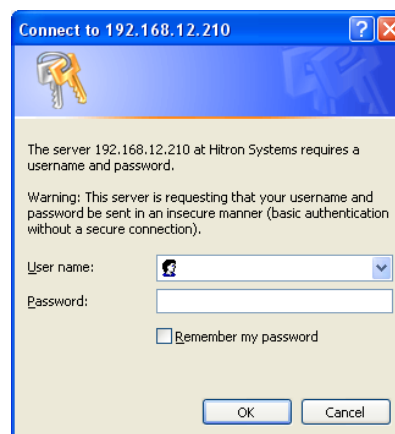 Connect to 192.168.12.210
The server 192.168.12.210 at Hitron Systems requires a
username and password.
Warning: This server is requesting that your username and
password be sent in an insecure manner (basic authentication
without a secure connection).
User name:
Password:
Remember my password
OK
Cancel